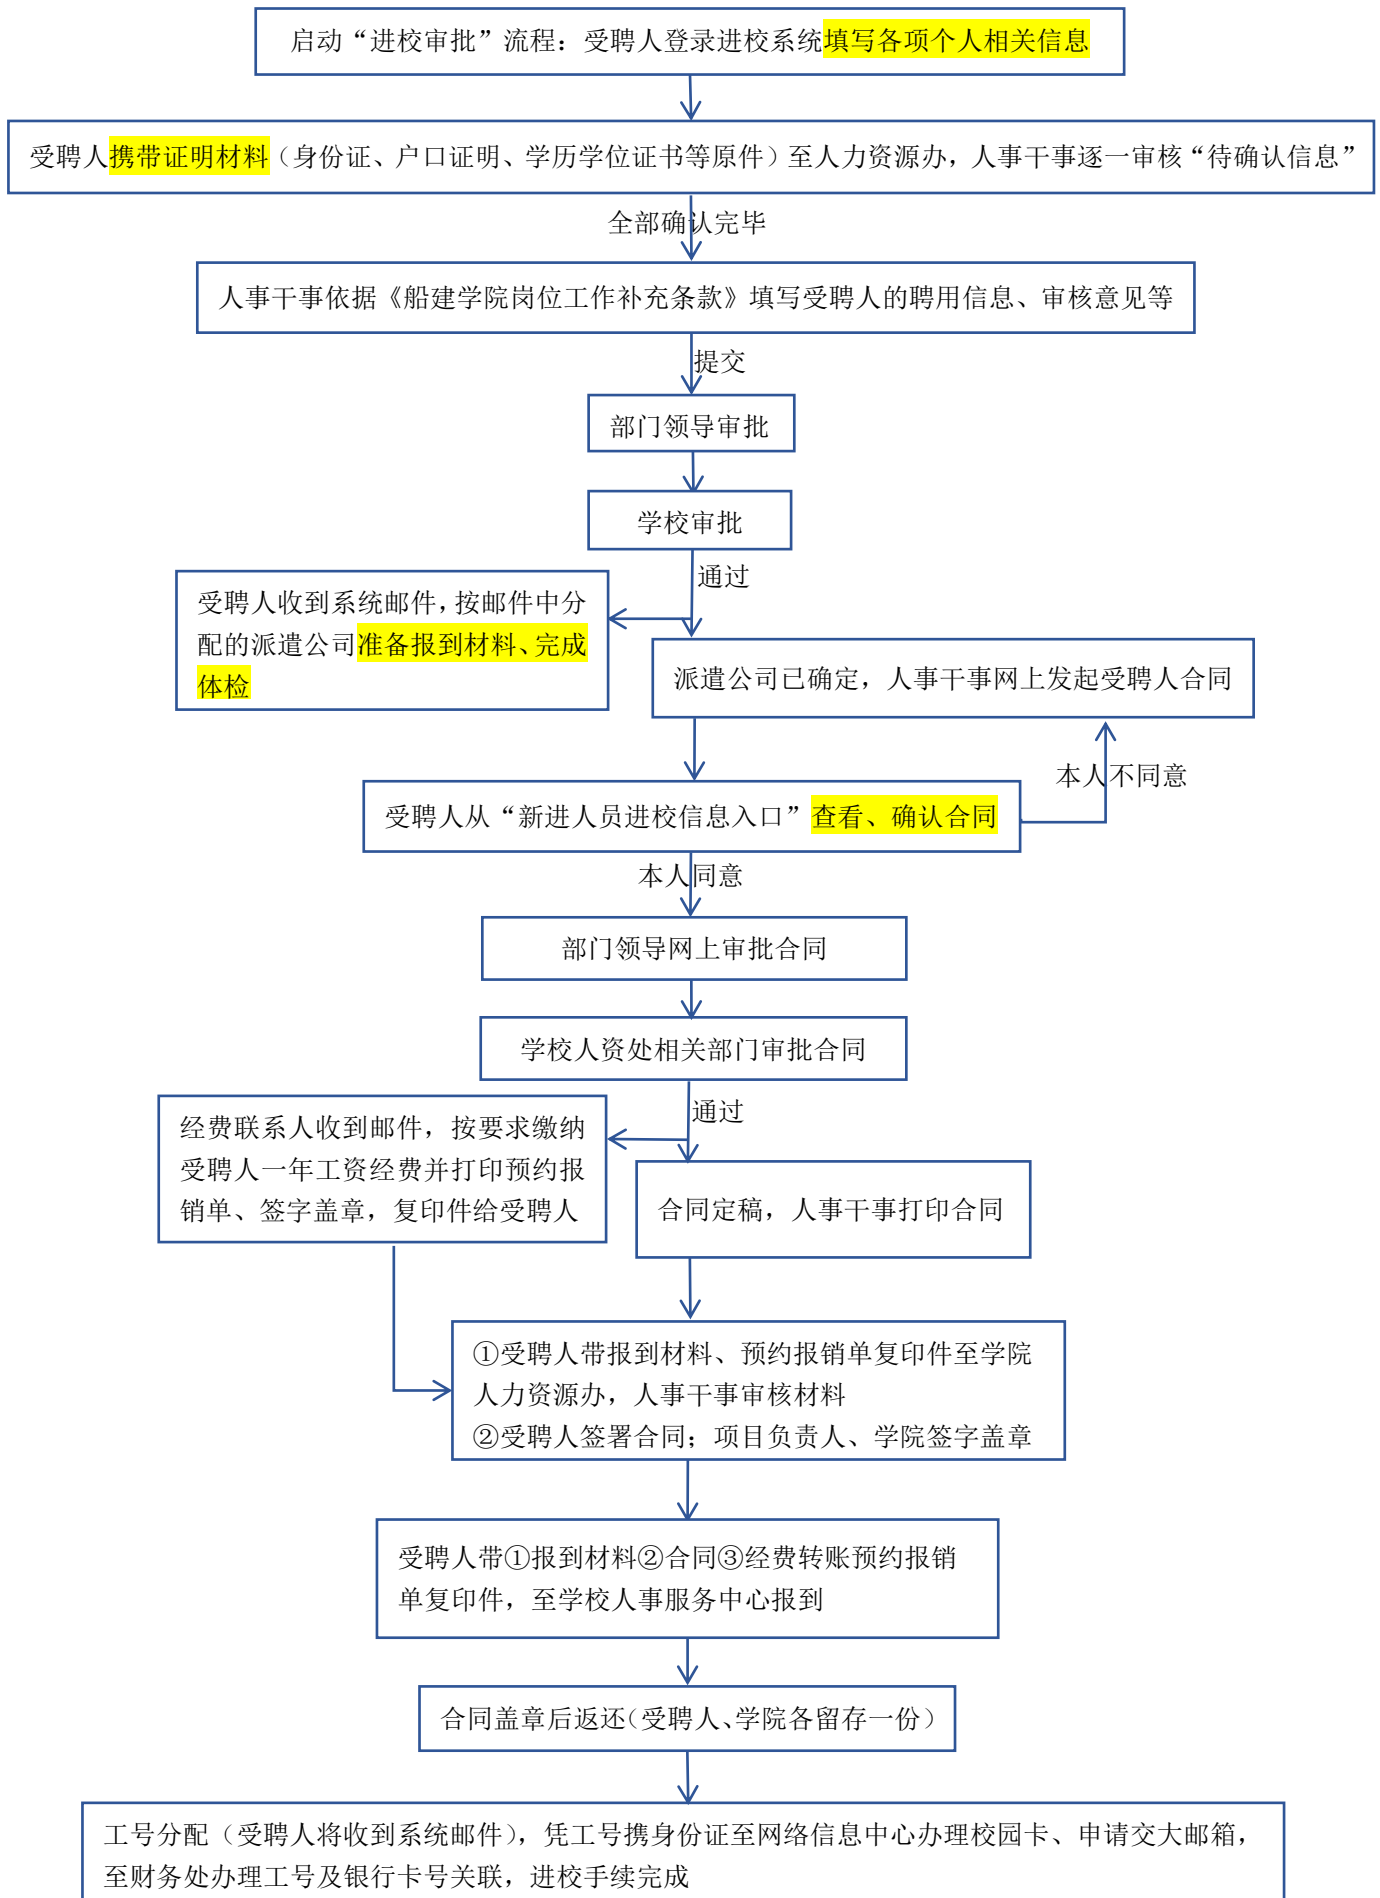 启动“进校审批”流程：受聘人登录进校系统填写各项个人相关信息
受聘人携带证明材料（身份证、户口证明、学历学位证书等原件）至人力资源办，人事干事逐一审核“待确认信息”
全部确认完毕
人事干事依据《船建学院岗位工作补充条款》填写受聘人的聘用信息、审核意见等
提交
部门领导审批
学校审批
通过
受聘人收到系统邮件，按邮件中分
配的派遣公司准备报到材料、完成
体检
派遣公司已确定，人事干事网上发起受聘人合同
本人不同意
受聘人从“新进人员进校信息入口”查看、确认合同
本人同意
部门领导网上审批合同
学校人资处相关部门审批合同
通过
经费联系人收到邮件，按要求缴纳
受聘人一年工资经费并打印预约报
销单、签字盖章，复印件给受聘人
合同定稿，人事干事打印合同
①受聘人带报到材料、预约报销单复印件至学院
人力资源办，人事干事审核材料
②受聘人签署合同；项目负责人、学院签字盖章
受聘人带①报到材料②合同③经费转账预约报销
单复印件，至学校人事服务中心报到
合同盖章后返还（受聘人、学院各留存一份）
工号分配（受聘人将收到系统邮件），凭工号携身份证至网络信息中心办理校园卡、申请交大邮箱，
至财务处办理工号及银行卡号关联，进校手续完成